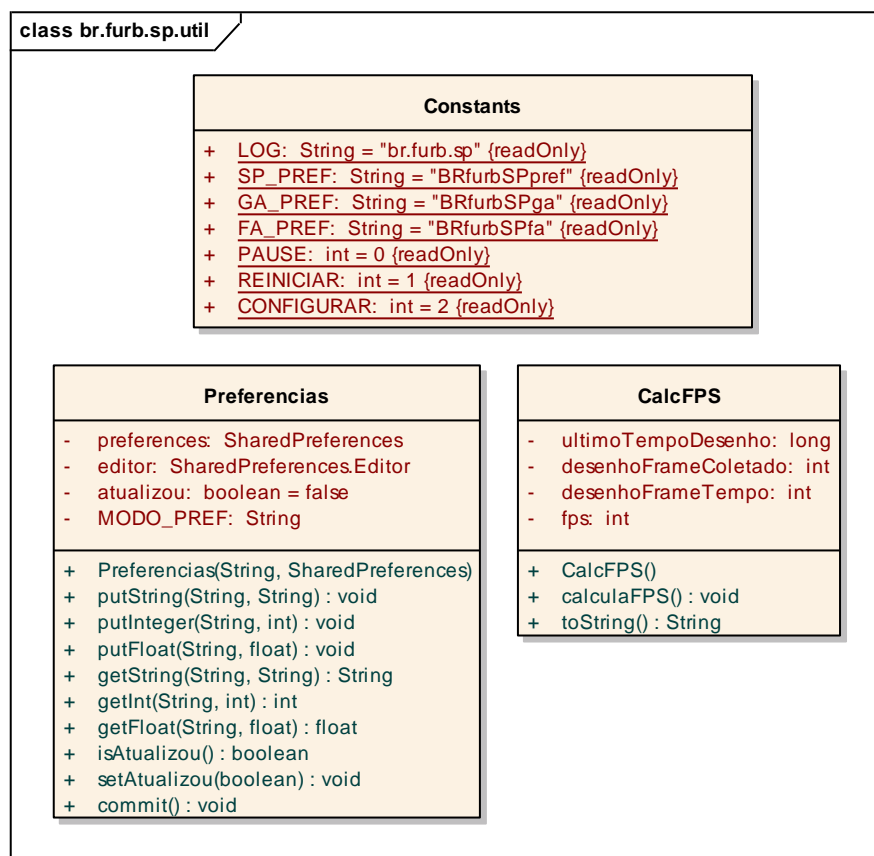 class br.furb.sp.util
Constants
+ LOG: String = "br.furb.sp" {readOnly}
+ SP_PREF: String = "BRfurbSPpref" {readOnly}
+ GA_PREF: String = "BRfurbSPga" {readOnly}
+ FA_PREF: String = "BRfurbSPfa" {readOnly}
+ PAUSE: int = 0 {readOnly}
+ REINICIAR: int = 1 {readOnly}
+ CONFIGURAR: int = 2 {readOnly}
Preferencias
- preferences: SharedPreferences
- editor: SharedPreferences.Editor
- atualizou: boolean = false
- MODO_PREF: String
+ Preferencias(String, SharedPreferences)
+ putString(String, String) : void
+ putInteger(String, int) : void
+ putFloat(String, float) : void
+ getString(String, String) : String
+ getInt(String, int) : int
+ getFloat(String, float) : float
+ isAtualizou() : boolean
+ setAtualizou(boolean) : void
+ commit() : void
CalcFPS
- ultimoTempoDesenho: long
- desenhoFrameColetado: int
- desenhoFrameTempo: int
- fps: int
+ CalcFPS()
+ calculaFPS() : void
+ toString() : String